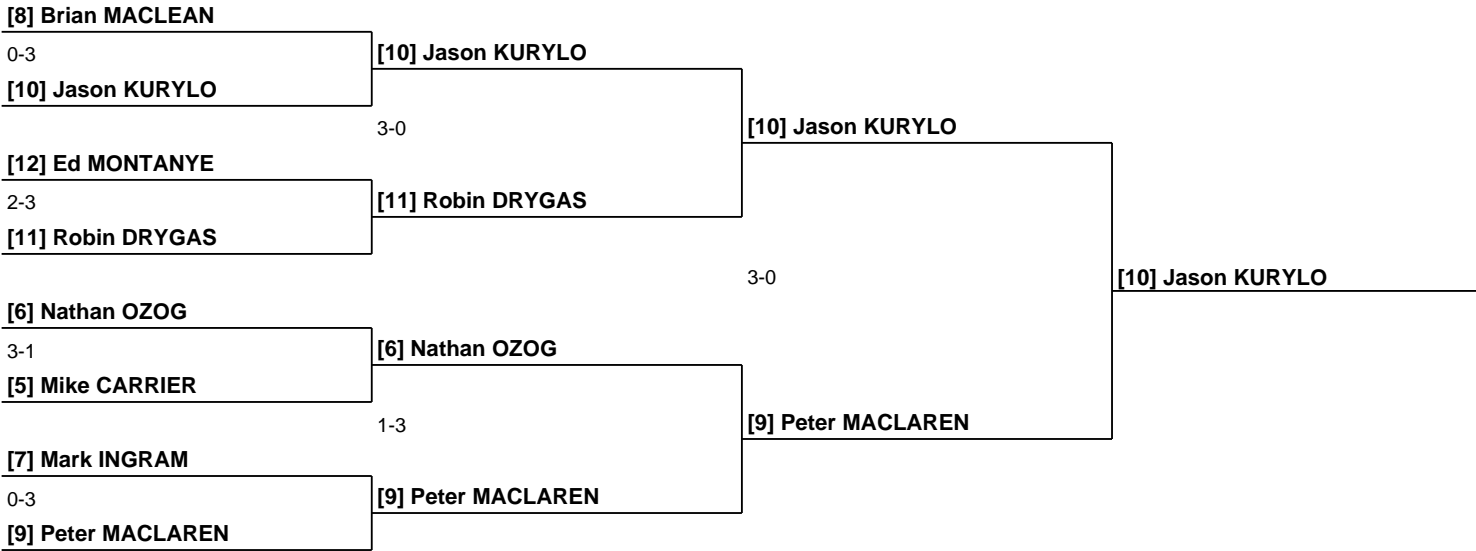 [8] Brian MACLEAN
0-3
[10] Jason KURYLO
[10] Jason KURYLO
3-0
[10] Jason KURYLO
[12] Ed MONTANYE
2-3
[11] Robin DRYGAS
[11] Robin DRYGAS
3-0
[10] Jason KURYLO
[6] Nathan OZOG
3-1
[6] Nathan OZOG
[5] Mike CARRIER
1-3
[9] Peter MACLAREN
[7] Mark INGRAM
0-3
[9] Peter MACLAREN
[9] Peter MACLAREN